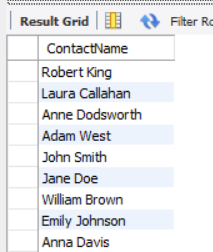 Result Grid Filter Ro
ContactName
Robert King
Laura Callahan
Anne Dodsworth
Adam West
John Smith
Jane Doe
William Brown
Emily Johnson
Anna Davis